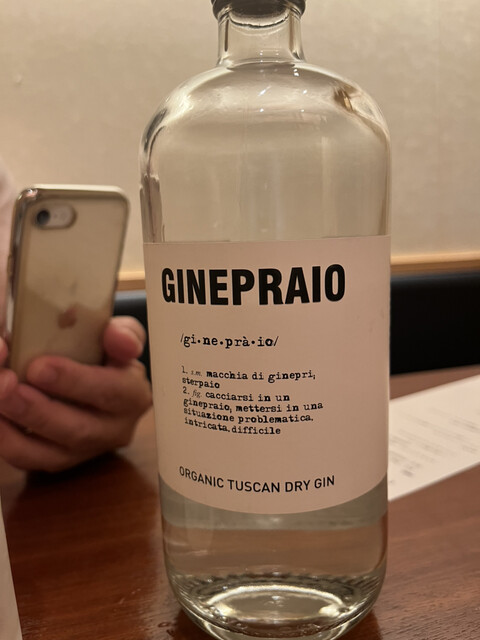 GINEPRAIO
/gi•ne•prà•io/
1. s.m. macchia di ginepri;
sterpaio
2. fig. cacciarsi in un
ginepraio, mettersi in una
situazione problematica,
intricata, difficile
ORGANIC TUSCAN DRY GIN